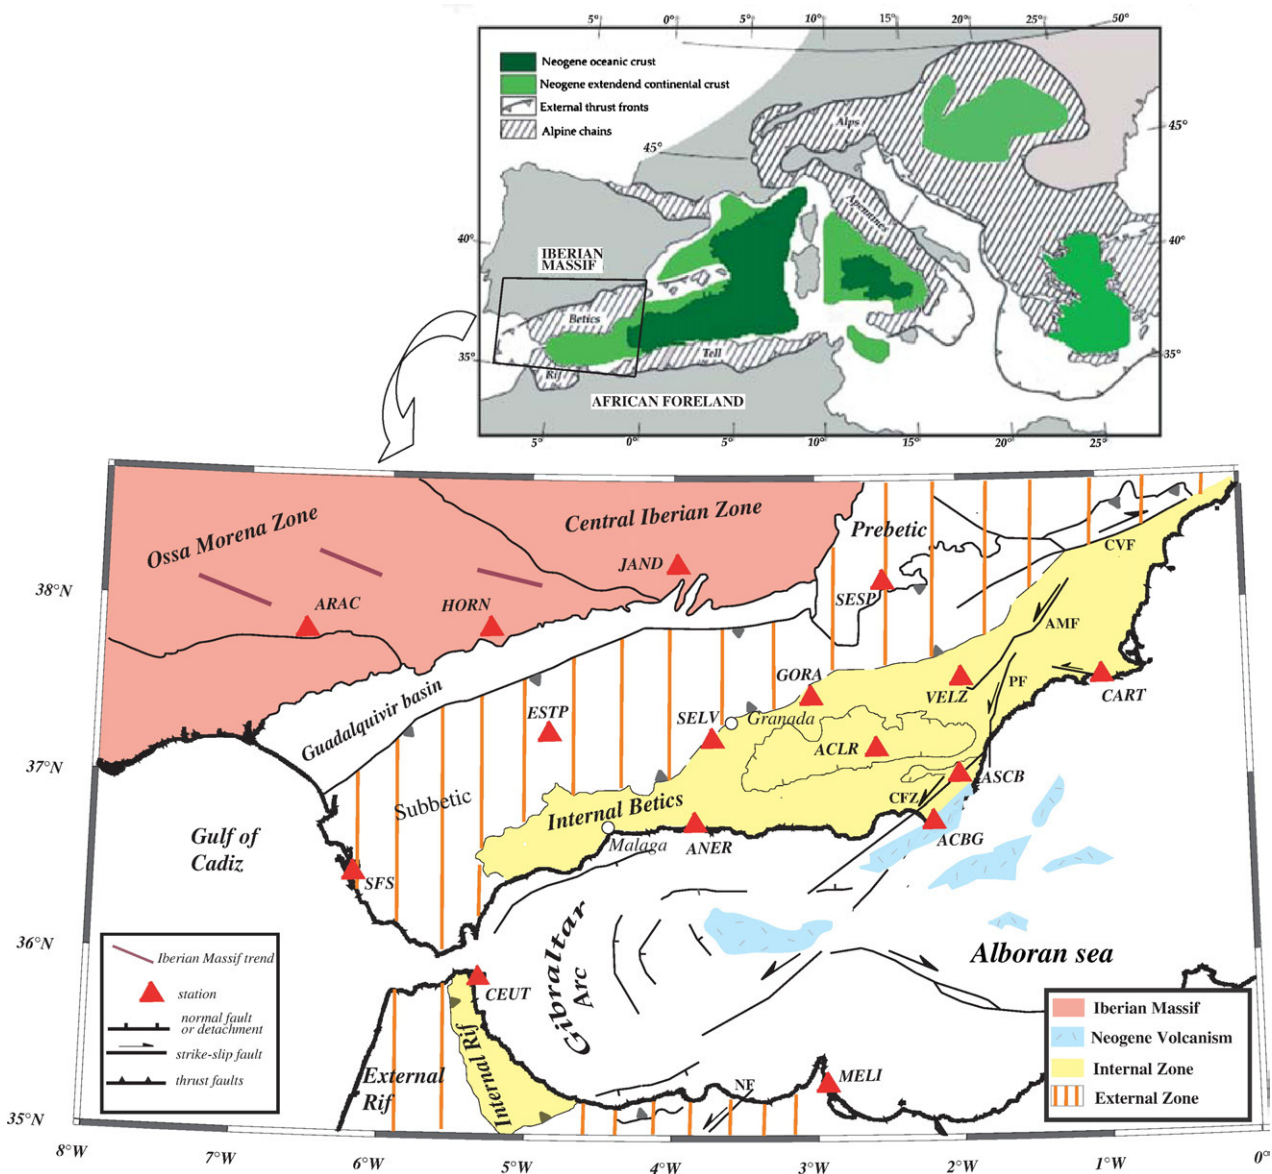 5° 0° 5° 10° 15° 20° 25° 50°
Neogene oceanic crust
Neogene extendend continental crust
External thrust fronts
Alpine chains
Alps
45°
45°
Apennines
40°
40°
IBERIAN
MASSIF
Betics
35°
35°
Rif
Tell
AFRICAN FORELAND
5° 0° 5° 10° 15° 20° 25°
Ossa Morena Zone
Central Iberian Zone
Prebetic
CVF
JAND
SESP
38°N
ARAC
HORN
AMF
GORA
VELZ
PF
CART
Guadalquivir basin
ESTP
SELV
Granada
ACLR
37°N
ASCB
Subbetic
Internal Betics
CFZ
Gulf of
Cadiz
Malaga
ANER
ACBG
SFS
36°N
Gibraltar
Arc
Alboran sea
Iberian Massif trend
station
normal fault
or detachment
strike-slip fault
thrust faults
CEUT
Internal Rif
External
Rif
NF
MELI
Iberian Massif
Neogene Volcanism
Internal Zone
External Zone
35°N
8°W 7°W 6°W 5°W 4°W 3°W 2°W 1°W 0°